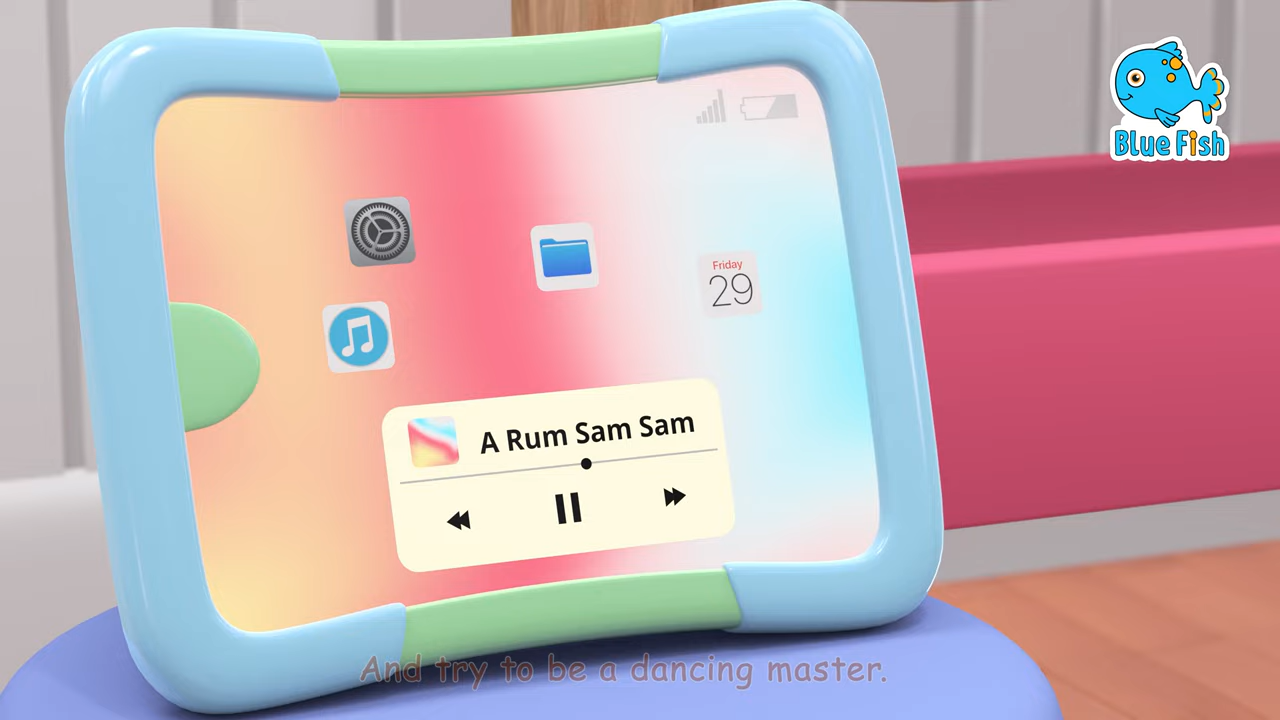 Blue Fish
Friday
29
A Rum Sam Sam
And try to be a dancing master.